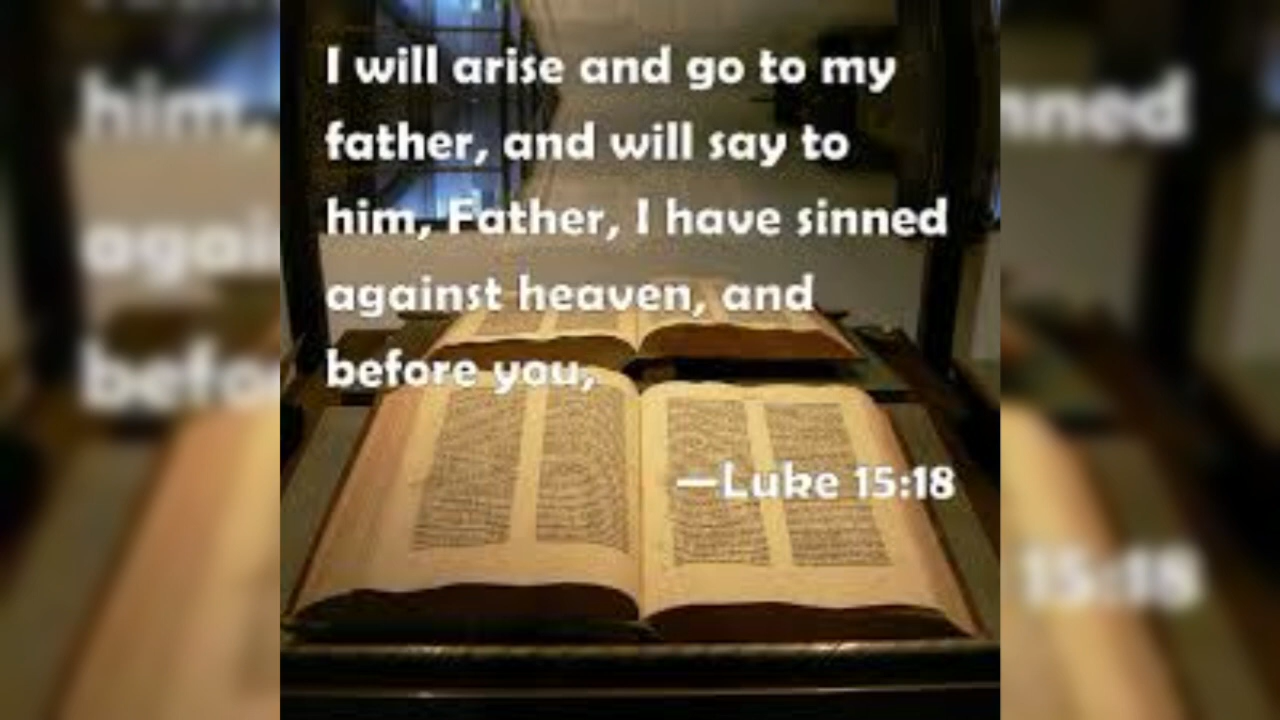 I will arise and go to my
father, and will say to
him, Father, I have sinned
against heaven, and
before you,
—Luke 15:18